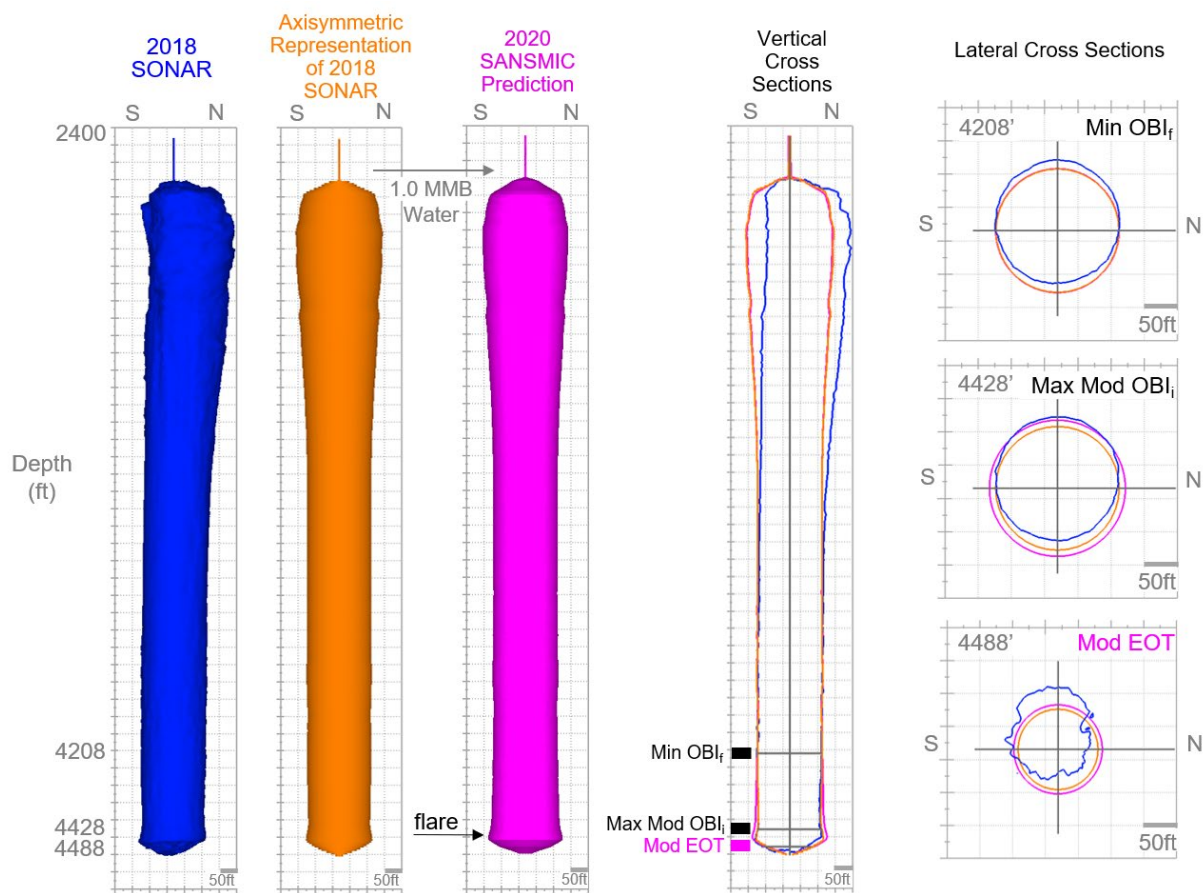 2018
SONAR
Axisymmetric
Representation
of 2018
SONAR
2020
SANSMIC
Prediction
Vertical
Cross
Sections
Lateral Cross Sections
S N
S N
S N
2400
1.0 MMB
Water
Depth
(ft)
4208
4428
4488
flare
50ft
50ft
50ft
Min OBIf
Max Mod OBIi
Mod EOT
50ft
4208' Min OBIf
S N
50ft
4428' Max Mod OBIi
S N
50ft
4488' Mod EOT
S N
50ft